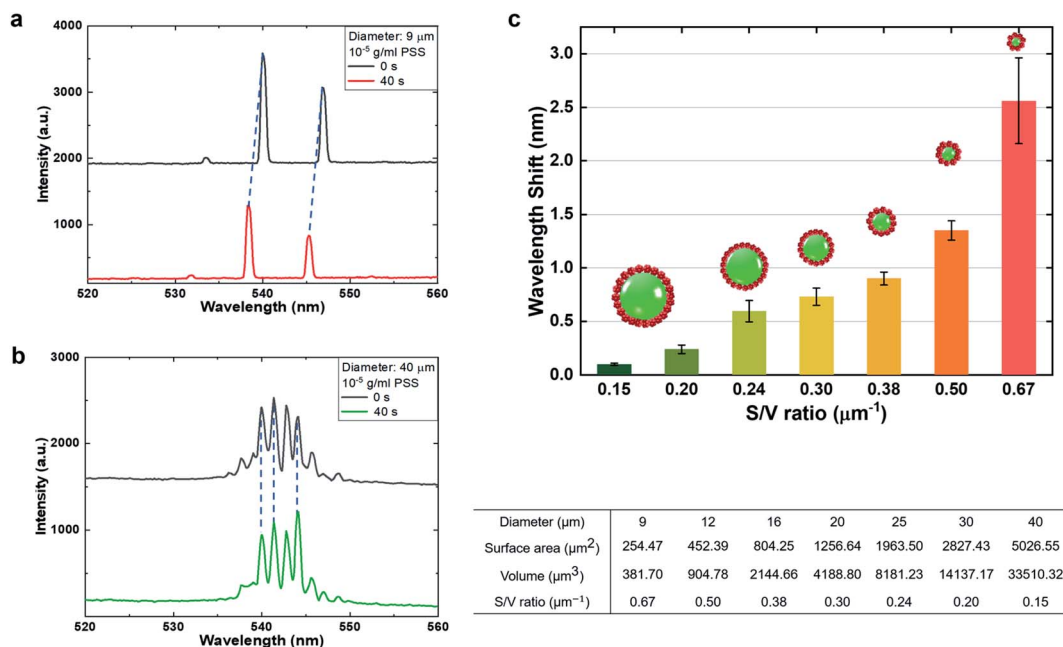 a
4000
3000
2000
1000
520 530 540 550 560
Intensity (a.u.)
Wavelength (nm)
Diameter: 9 μm
10⁻⁵ g/ml PSS
0 s
40 s
b
3000
2000
1000
520 530 540 550 560
Intensity (a.u.)
Wavelength (nm)
Diameter: 40 μm
10⁻⁵ g/ml PSS
0 s
40 s
c
3.0
2.5
2.0
1.5
1.0
0.5
0.0
Wavelength Shift (nm)
0.15 0.20 0.24 0.30 0.38 0.50 0.67
S/V ratio (μm⁻¹)
Diameter (μm) 9 12 16 20 25 30 40
Surface area (μm²) 254.47 452.39 804.25 1256.64 1963.50 2827.43 5026.55
Volume (μm³) 381.70 904.78 2144.66 4188.80 8181.23 14137.17 33510.32
S/V ratio (μm⁻¹) 0.67 0.50 0.38 0.30 0.24 0.20 0.15